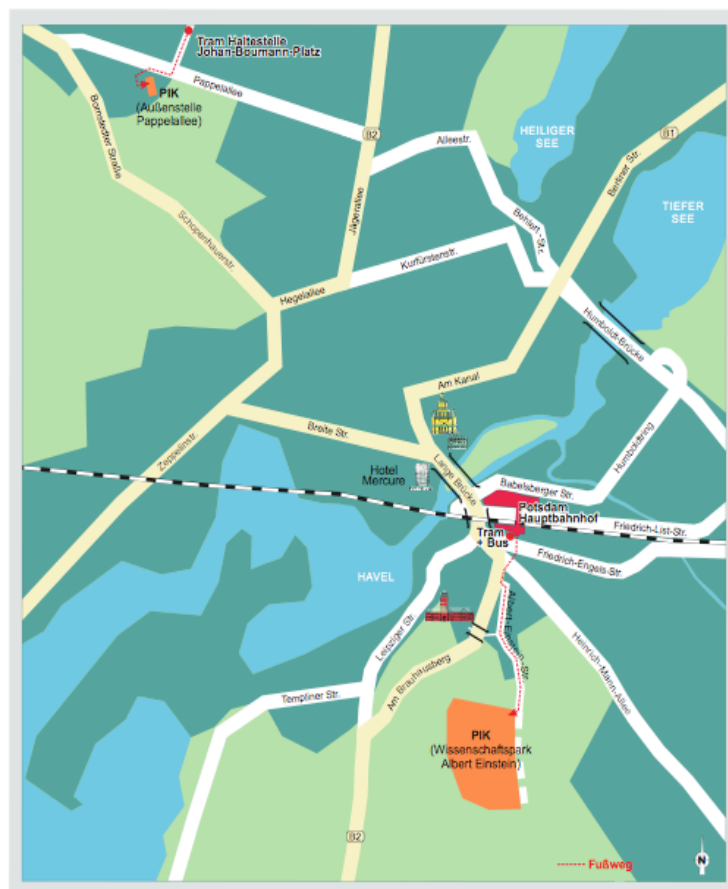 Tram Haltestelle
Johan-Boumann-Platz
PIK
(Außenstelle
Pappelallee)
Pappelallee
B2
Alleestr.
HEILIGER
SEE
B1
Berliner Str.
TIEFER
SEE
Bornstedter Straße
Schopenhauerstr.
Jägerallee
Behlert-Str.
Kurfürstenstr.
Hegelallee
Humboldt-Brücke
Am Kanal
Breite Str.
Zeppelinstr.
Lange Brücke
Humboldtring
Hotel
Mercure
Babelsberger Str.
Potsdam
Hauptbahnhof
Friedrich-List-Str.
Tram
+ Bus
Friedrich-Engels-Str.
HAVEL
Albert-Einstein-Str.
Leipziger Str.
Heinrich-Mann-Allee
Am Brauhausberg
Templiner Str.
PIK
(Wissenschaftspark
Albert Einstein)
B2
Fußweg
N